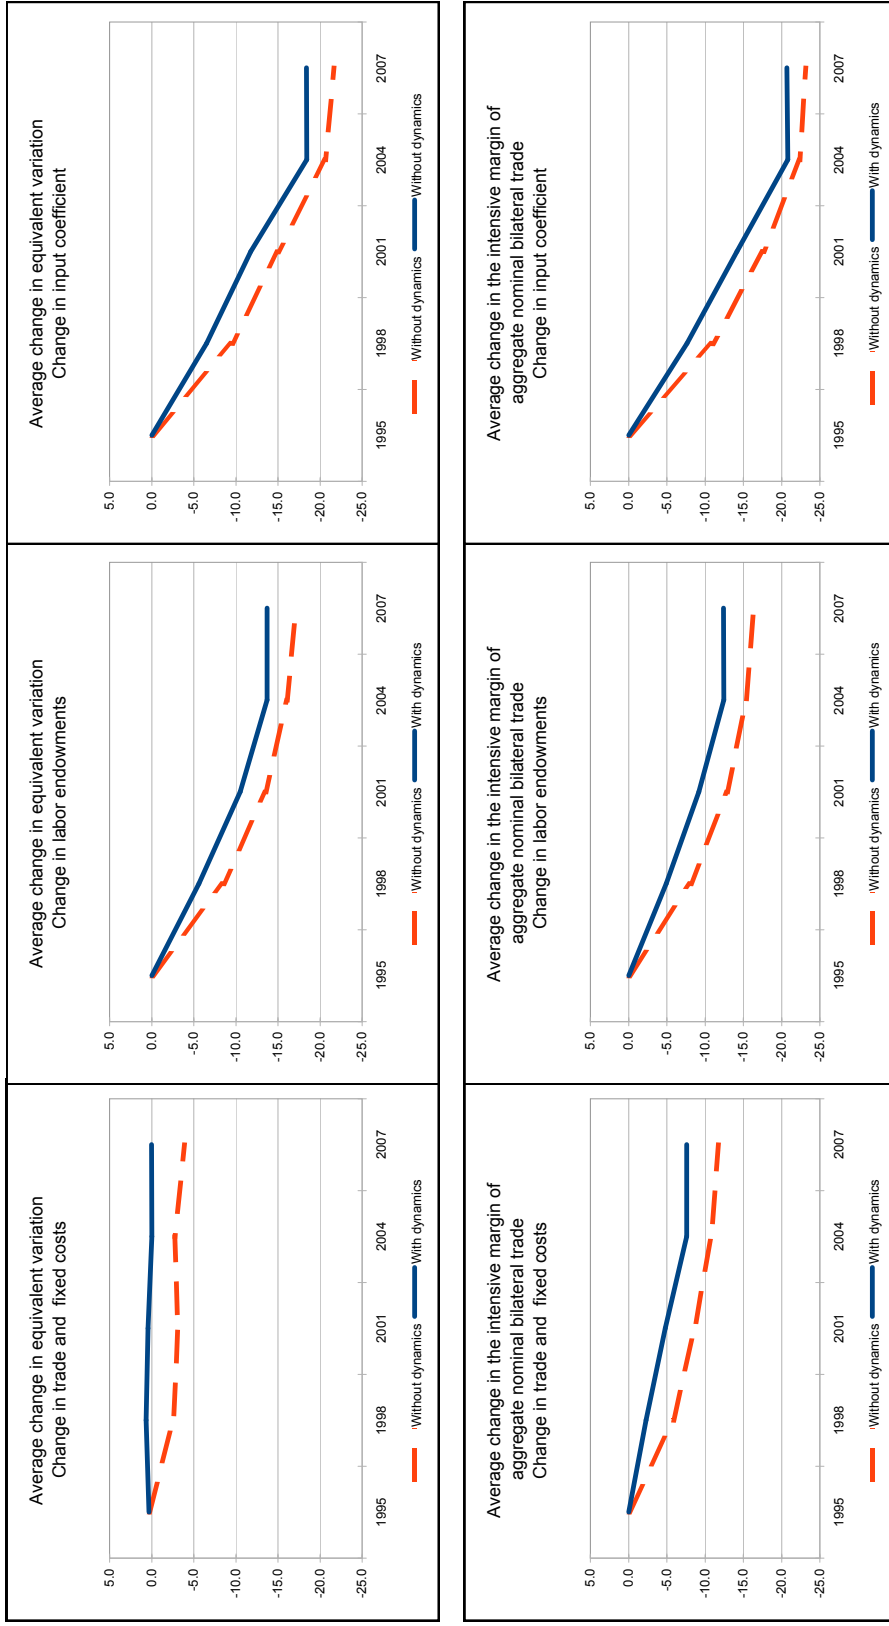 Average change in equivalent variation
Change in trade and fixed costs
5.0
0.0
-5.0
-10.0
-15.0
-20.0
-25.0
1995 1998 2001 2004 2007
Without dynamics With dynamics
Average change in equivalent variation
Change in labor endowments
5.0
0.0
-5.0
-10.0
-15.0
-20.0
-25.0
1995 1998 2001 2004 2007
Without dynamics With dynamics
Average change in equivalent variation
Change in input coefficient
5.0
0.0
-5.0
-10.0
-15.0
-20.0
-25.0
1995 1998 2001 2004 2007
Without dynamics Without dynamics
Average change in the intensive margin of
aggregate nominal bilateral trade
Change in trade and fixed costs
5.0
0.0
-5.0
-10.0
-15.0
-20.0
-25.0
1995 1998 2001 2004 2007
Without dynamics With dynamics
Average change in the intensive margin of
aggregate nominal bilateral trade
Change in labor endowments
5.0
0.0
-5.0
-10.0
-15.0
-20.0
-25.0
1995 1998 2001 2004 2007
Without dynamics With dynamics
Average change in the intensive margin of
aggregate nominal bilateral trade
Change in input coefficient
5.0
0.0
-5.0
-10.0
-15.0
-20.0
-25.0
1995 1998 2001 2004 2007
Without dynamics With dynamics